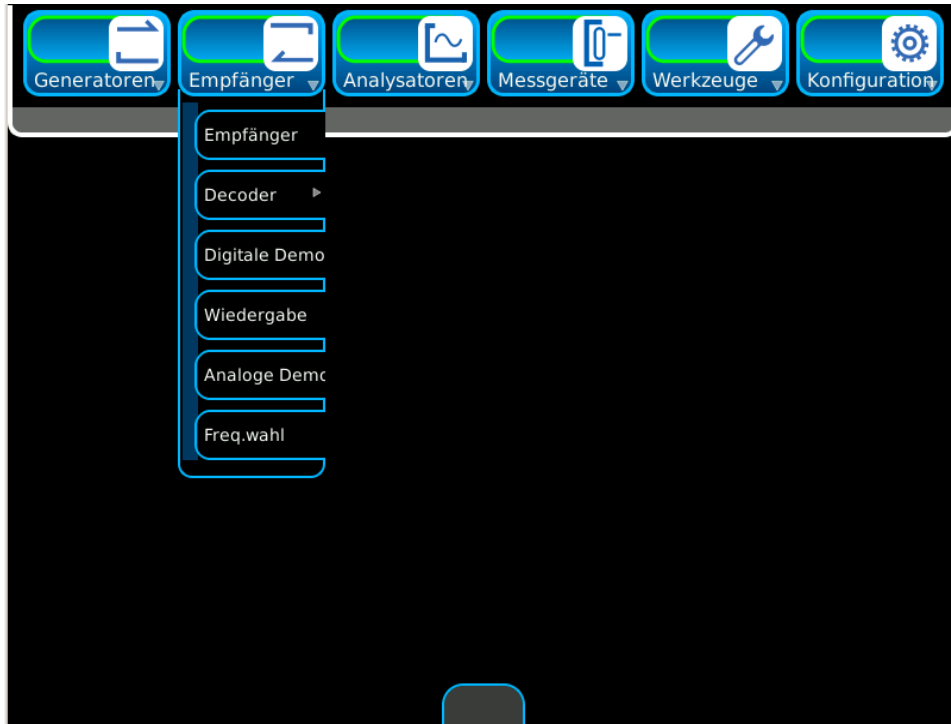 Generatoren
Empfänger
Analysatoren
Messgeräte
Werkzeuge
Konfiguration
Empfänger
Decoder
Digitale Demo
Wiedergabe
Analoge Demo
Freq.wahl